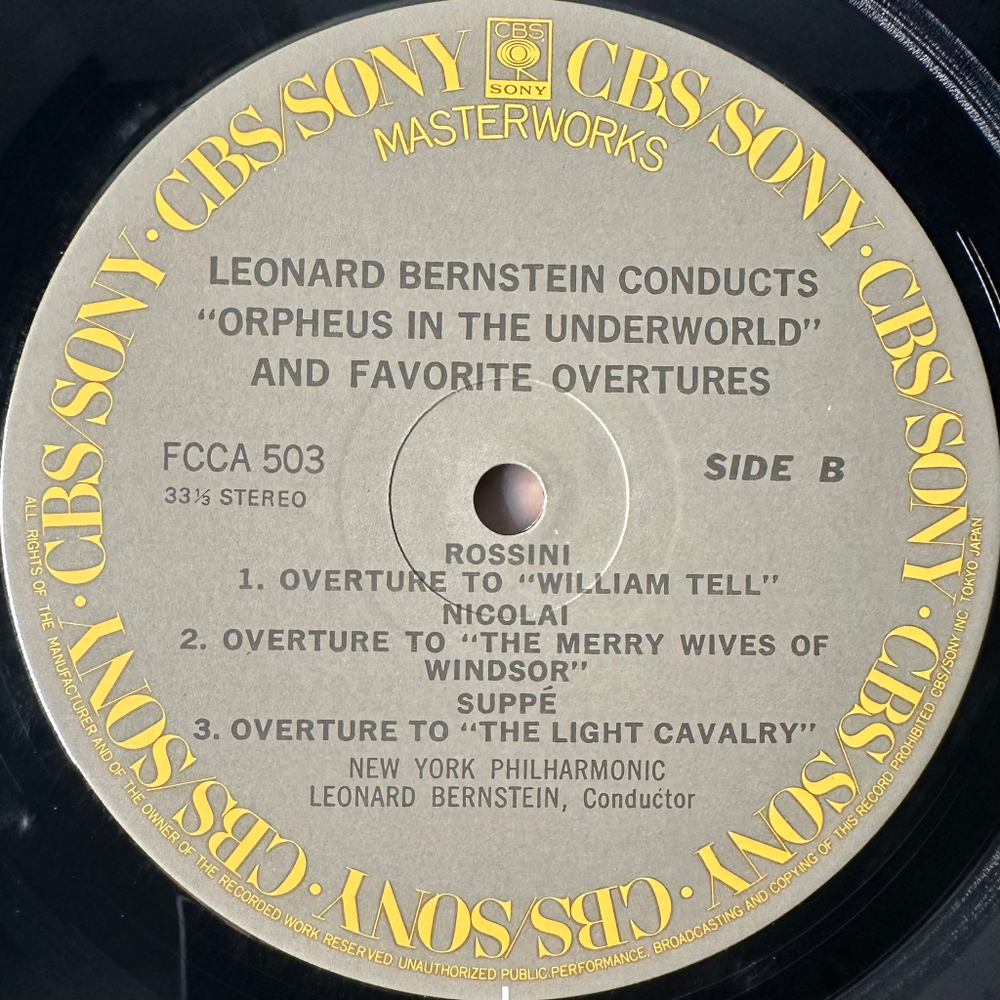 CBS
SONY
CBS/SONY · CBS/SONY · CBS/SONY · CBS/SONY · CBS/SONY · CBS/SONY · CBS/SONY · CBS/SONY
MASTERWORKS
LEONARD BERNSTEIN CONDUCTS
“ORPHEUS IN THE UNDERWORLD”
AND FAVORITE OVERTURES
FCCA 503
SIDE B
33⅓ STEREO
ROSSINI
1. OVERTURE TO “WILLIAM TELL”
NICOLAI
2. OVERTURE TO “THE MERRY WIVES OF
WINDSOR”
SUPPÉ
3. OVERTURE TO “THE LIGHT CAVALRY”
NEW YORK PHILHARMONIC
LEONARD BERNSTEIN, Conductor
ALL RIGHTS OF THE MANUFACTURER AND OF THE OWNER OF THE RECORDED WORK RESERVED UNAUTHORIZED PUBLIC PERFORMANCE, BROADCASTING AND COPYING OF THIS RECORD PROHIBITED CBS/SONY INC. TOKYO JAPAN